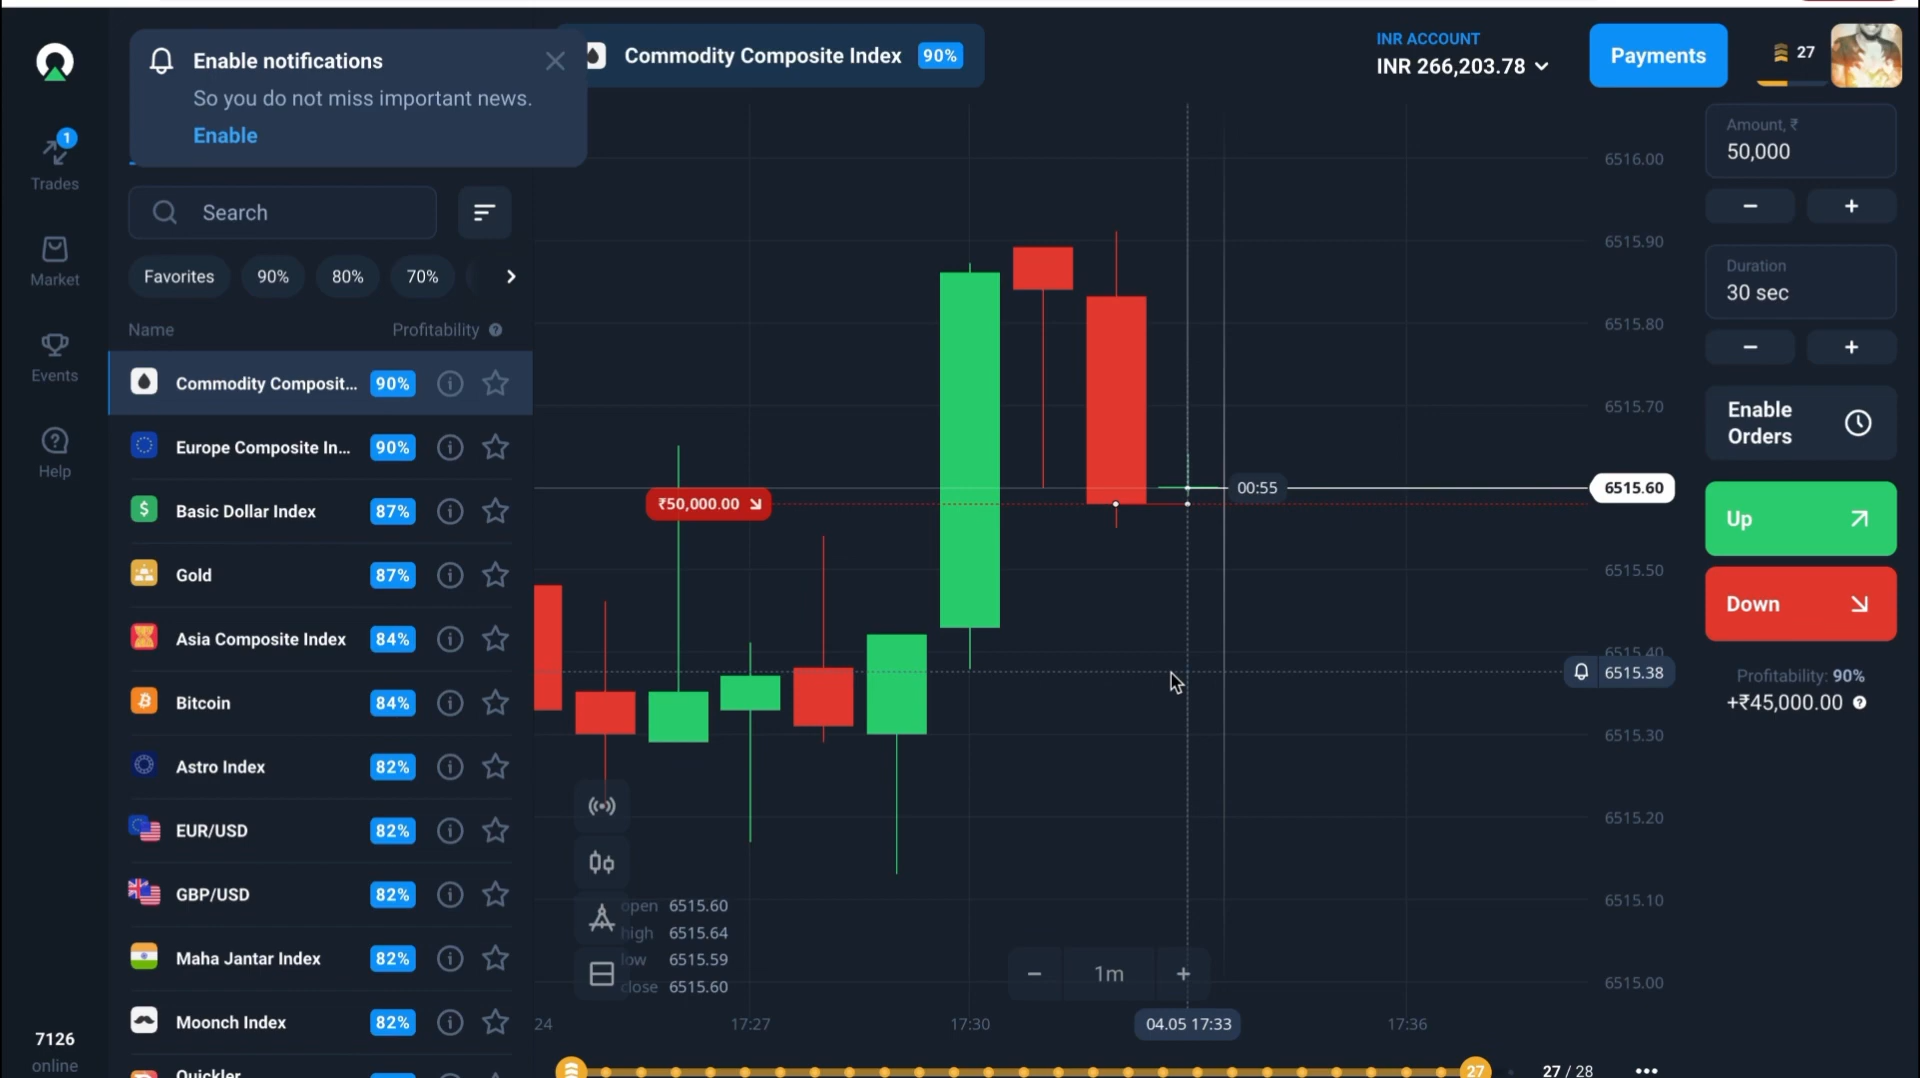 Enable notifications
So you do not miss important news.
Enable
Commodity Composite Index 90%
INR ACCOUNT
INR 266,203.78
Payments
27
1
Trades
Market
Events
Help
7126
online
Search
Favorites 90% 80% 70%
Name Profitability ?
Commodity Composit... 90%
Europe Composite In... 90%
Basic Dollar Index 87%
Gold 87%
Asia Composite Index 84%
Bitcoin 84%
Astro Index 82%
EUR/USD 82%
GBP/USD 82%
Maha Jantar Index 82%
Moonch Index 82%
Quickler
₹50,000.00
00:55
6516.00
6515.90
6515.80
6515.70
6515.60
6515.50
6515.40
6515.38
6515.30
6515.20
6515.10
6515.00
open 6515.60
high 6515.64
low 6515.59
close 6515.60
− 1m +
24 17:27 17:30 04.05 17:33 17:36
27 27 / 28 •••
Amount, ₹
50,000
− +
Duration
30 sec
− +
Enable
Orders
Up
Down
Profitability: 90%
+₹45,000.00 ?